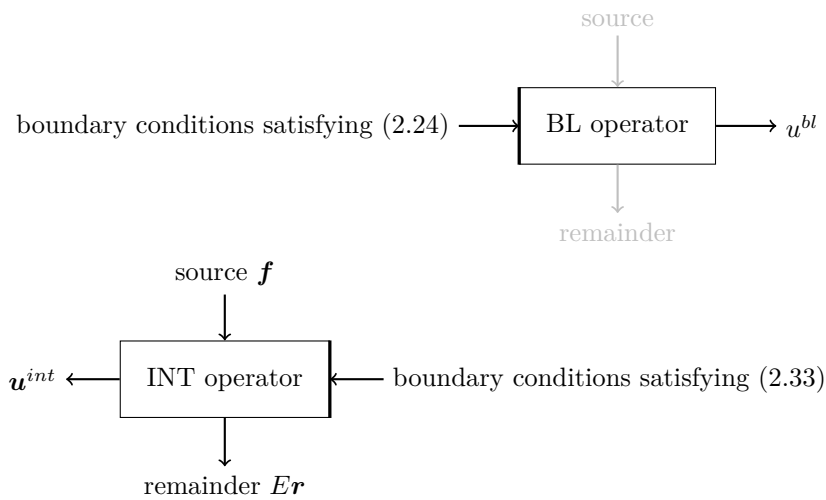 source
boundary conditions satisfying (2.24) BL operator u^{bl}
remainder
source f
u^{int} INT operator boundary conditions satisfying (2.33)
remainder Er